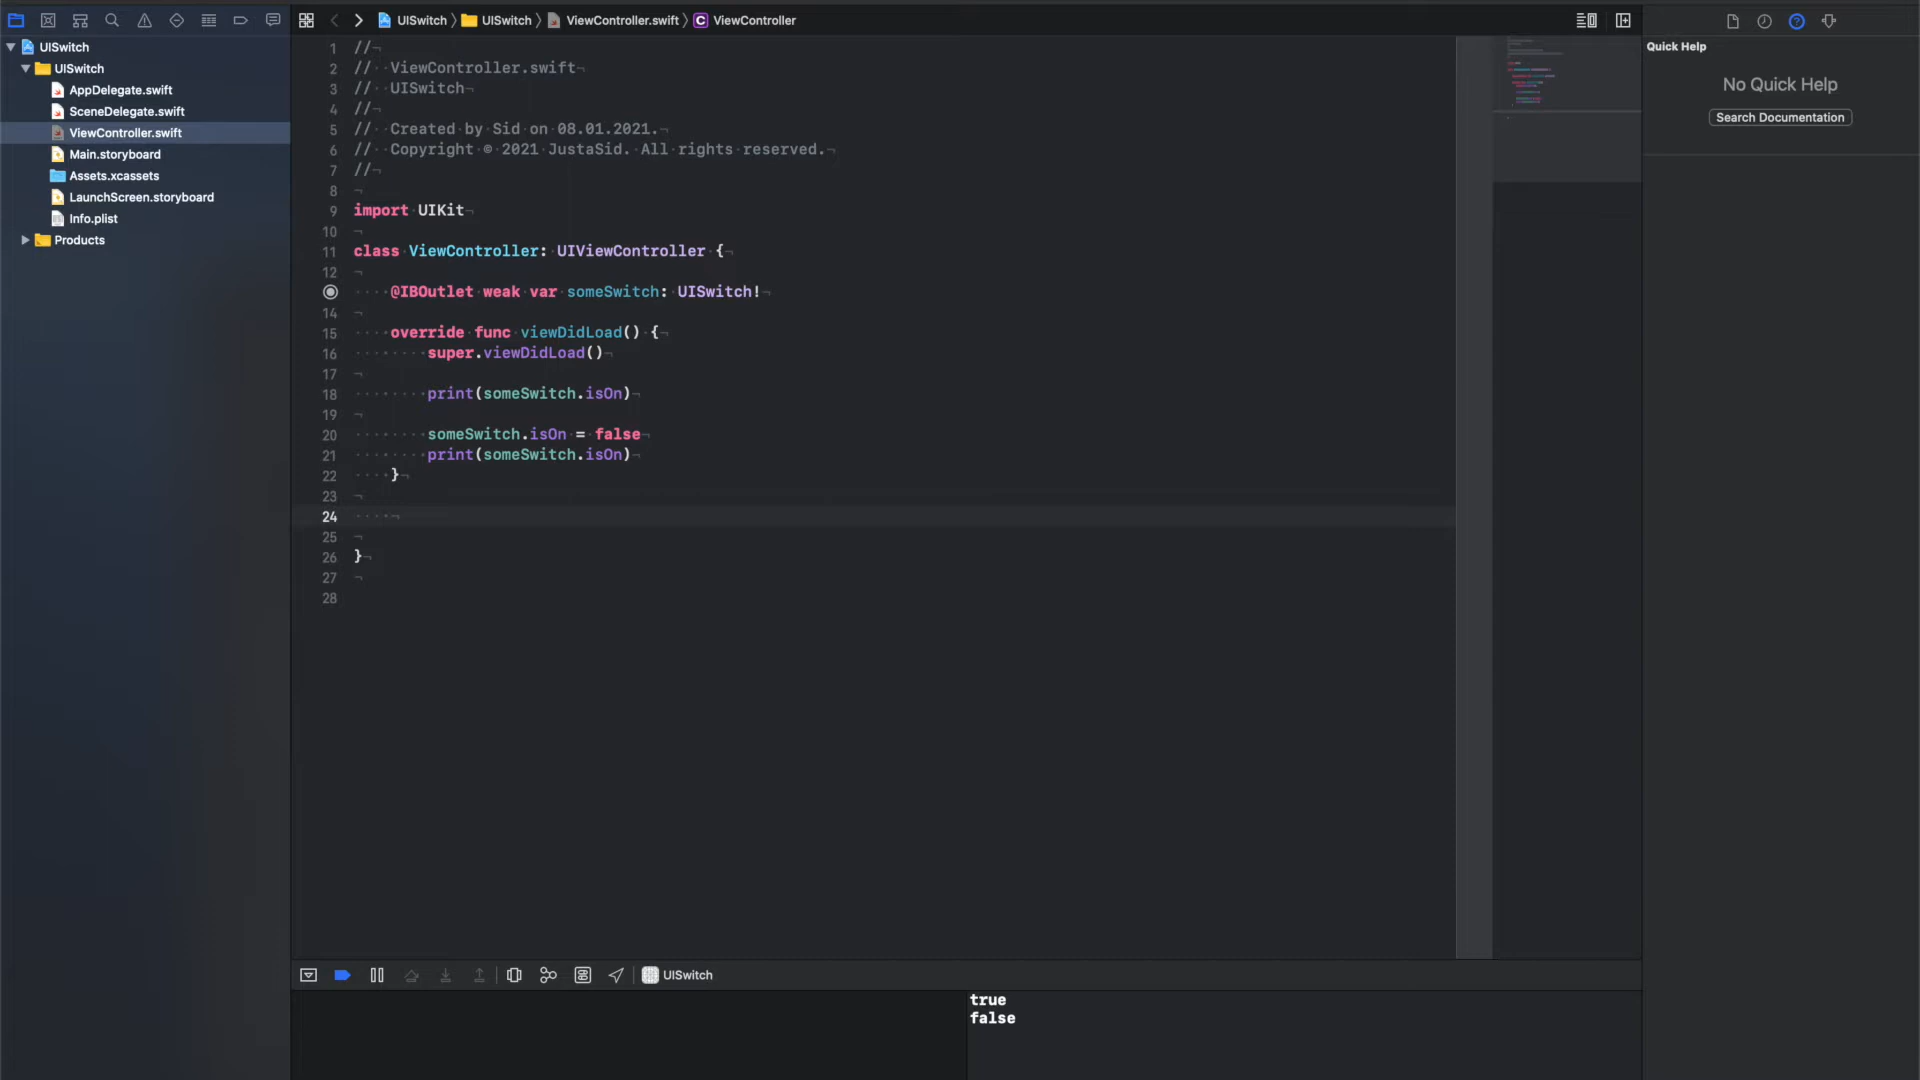 UISwitch
UISwitch
AppDelegate.swift
SceneDelegate.swift
ViewController.swift
Main.storyboard
Assets.xcassets
LaunchScreen.storyboard
Info.plist
Products
UISwitch
UISwitch
ViewController.swift
C ViewController
1 //
2 // ViewController.swift
3 // UISwitch
4 //
5 // Created by Sid on 08.01.2021.
6 // Copyright © 2021 JustaSid. All rights reserved.
7 //
8
9 import UIKit
10
11 class ViewController: UIViewController {
12
@IBOutlet weak var someSwitch: UISwitch!
14
15 override func viewDidLoad() {
16 super.viewDidLoad()
17
18 print(someSwitch.isOn)
19
20 someSwitch.isOn = false
21 print(someSwitch.isOn)
22 }
23
24
25
26 }
27
28
Quick Help
No Quick Help
Search Documentation
UISwitch
true
false